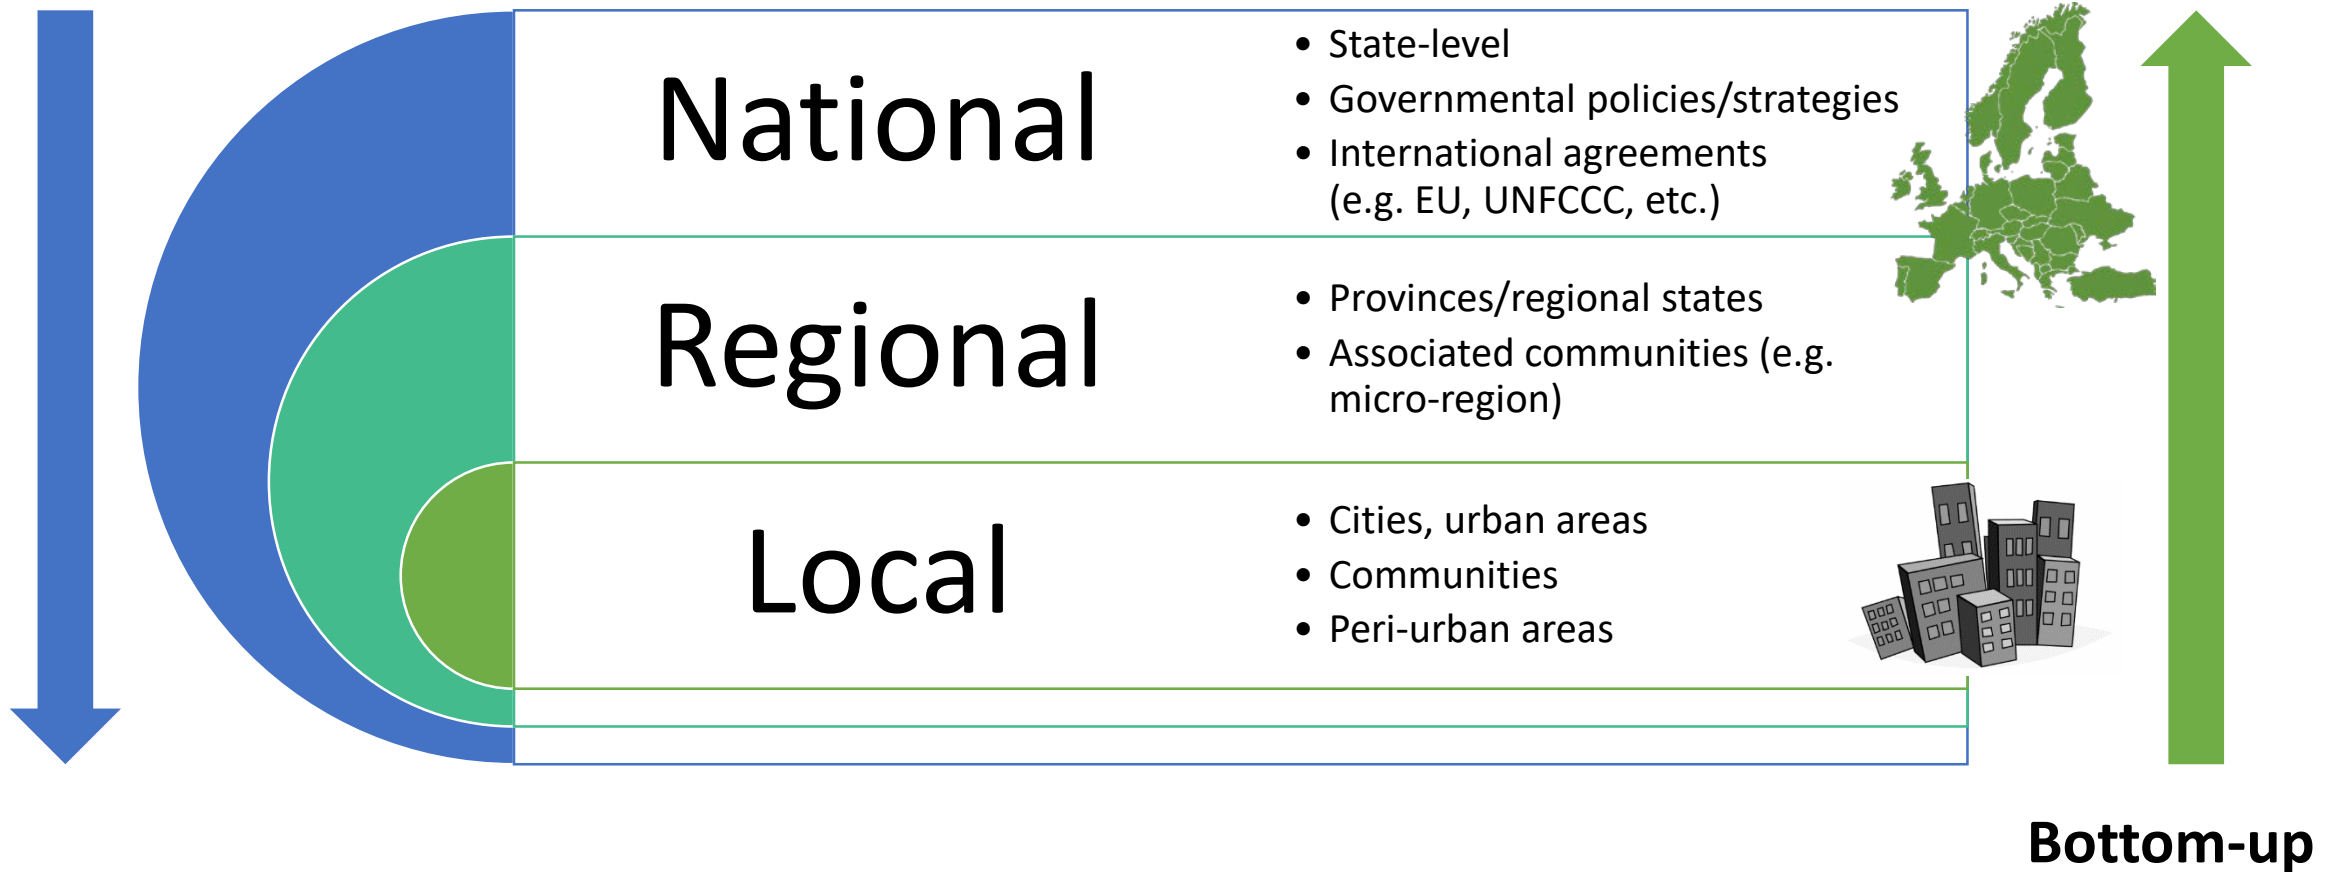 National
• State-level
• Governmental policies/strategies
• International agreements
(e.g. EU, UNFCCC, etc.)
Regional
• Provinces/regional states
• Associated communities (e.g.
micro-region)
Local
• Cities, urban areas
• Communities
• Peri-urban areas
Bottom-up